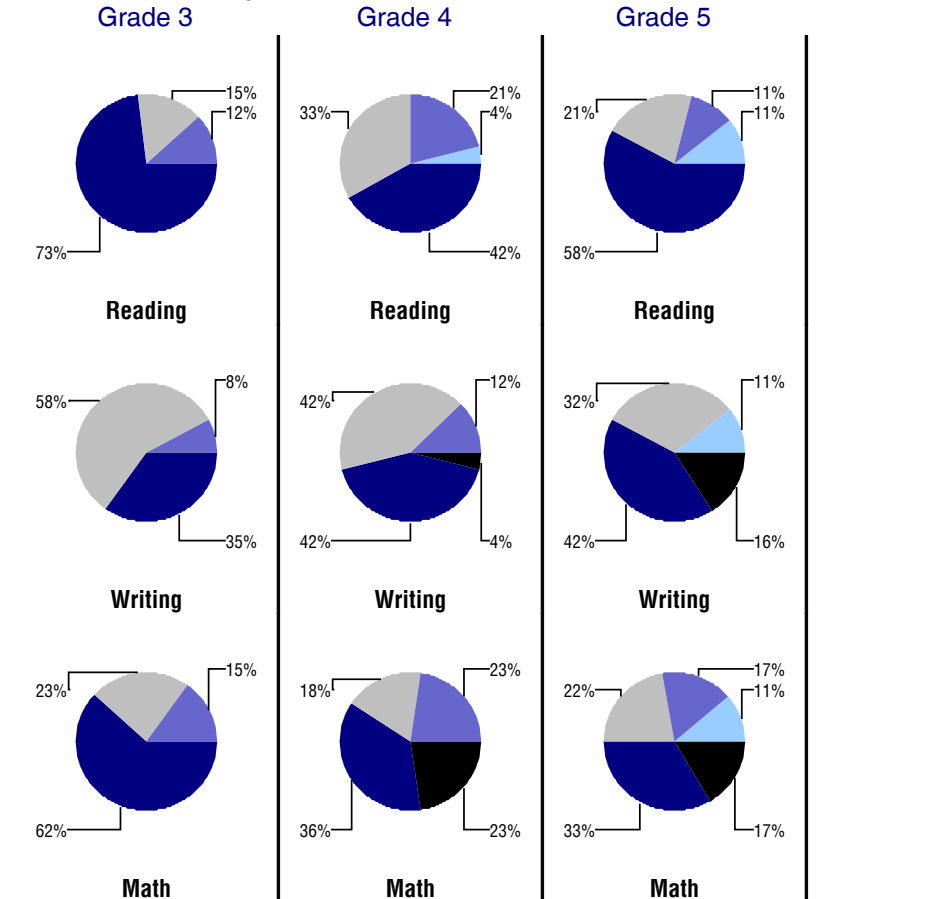 Grade 3 Grade 4 Grade 5
15% 21% 11%
12% 33% 4% 21% 11%
73% 42% 58%
Reading Reading Reading
8% 12% 11%
58% 42% 32%
35% 42% 4% 42% 16%
Writing Writing Writing
15% 23% 17%
23% 18% 22% 11%
62% 36% 23% 33% 17%
Math Math Math